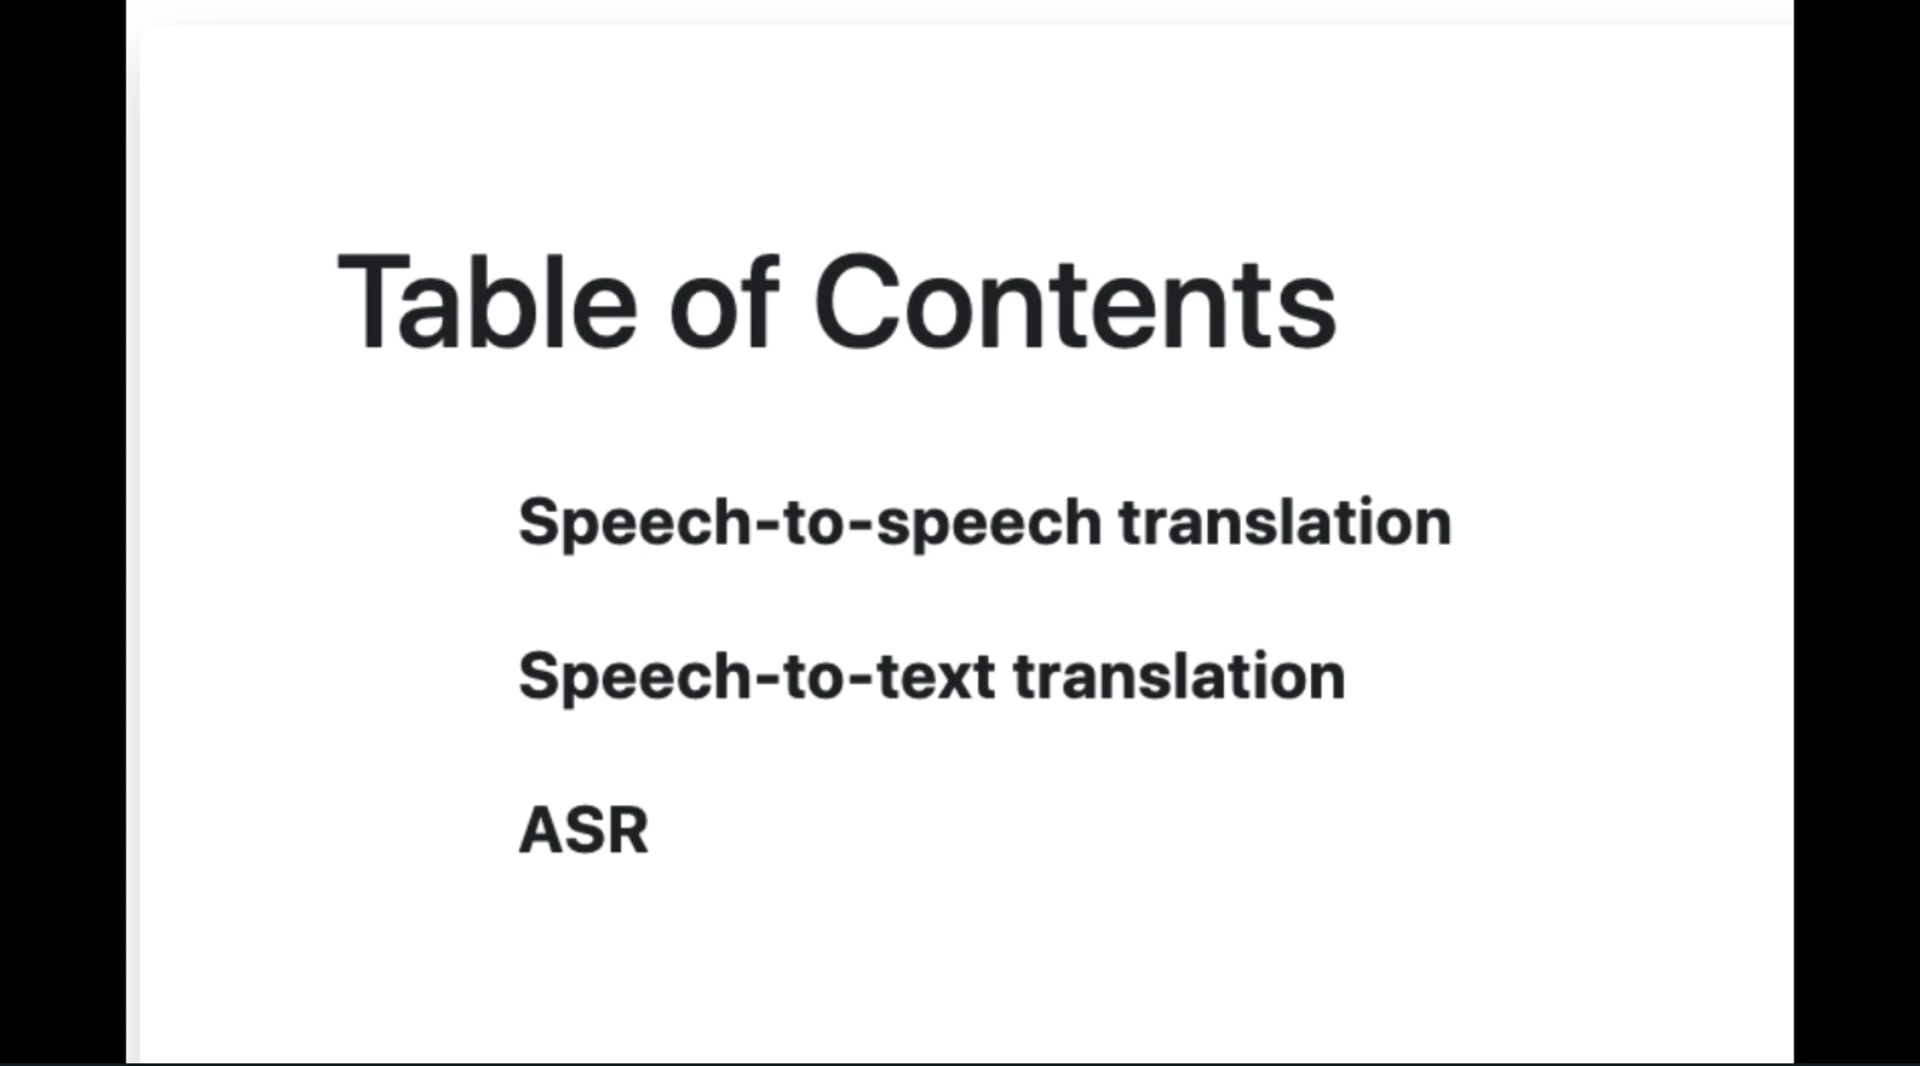 Table of Contents
Speech-to-speech translation
Speech-to-text translation
ASR